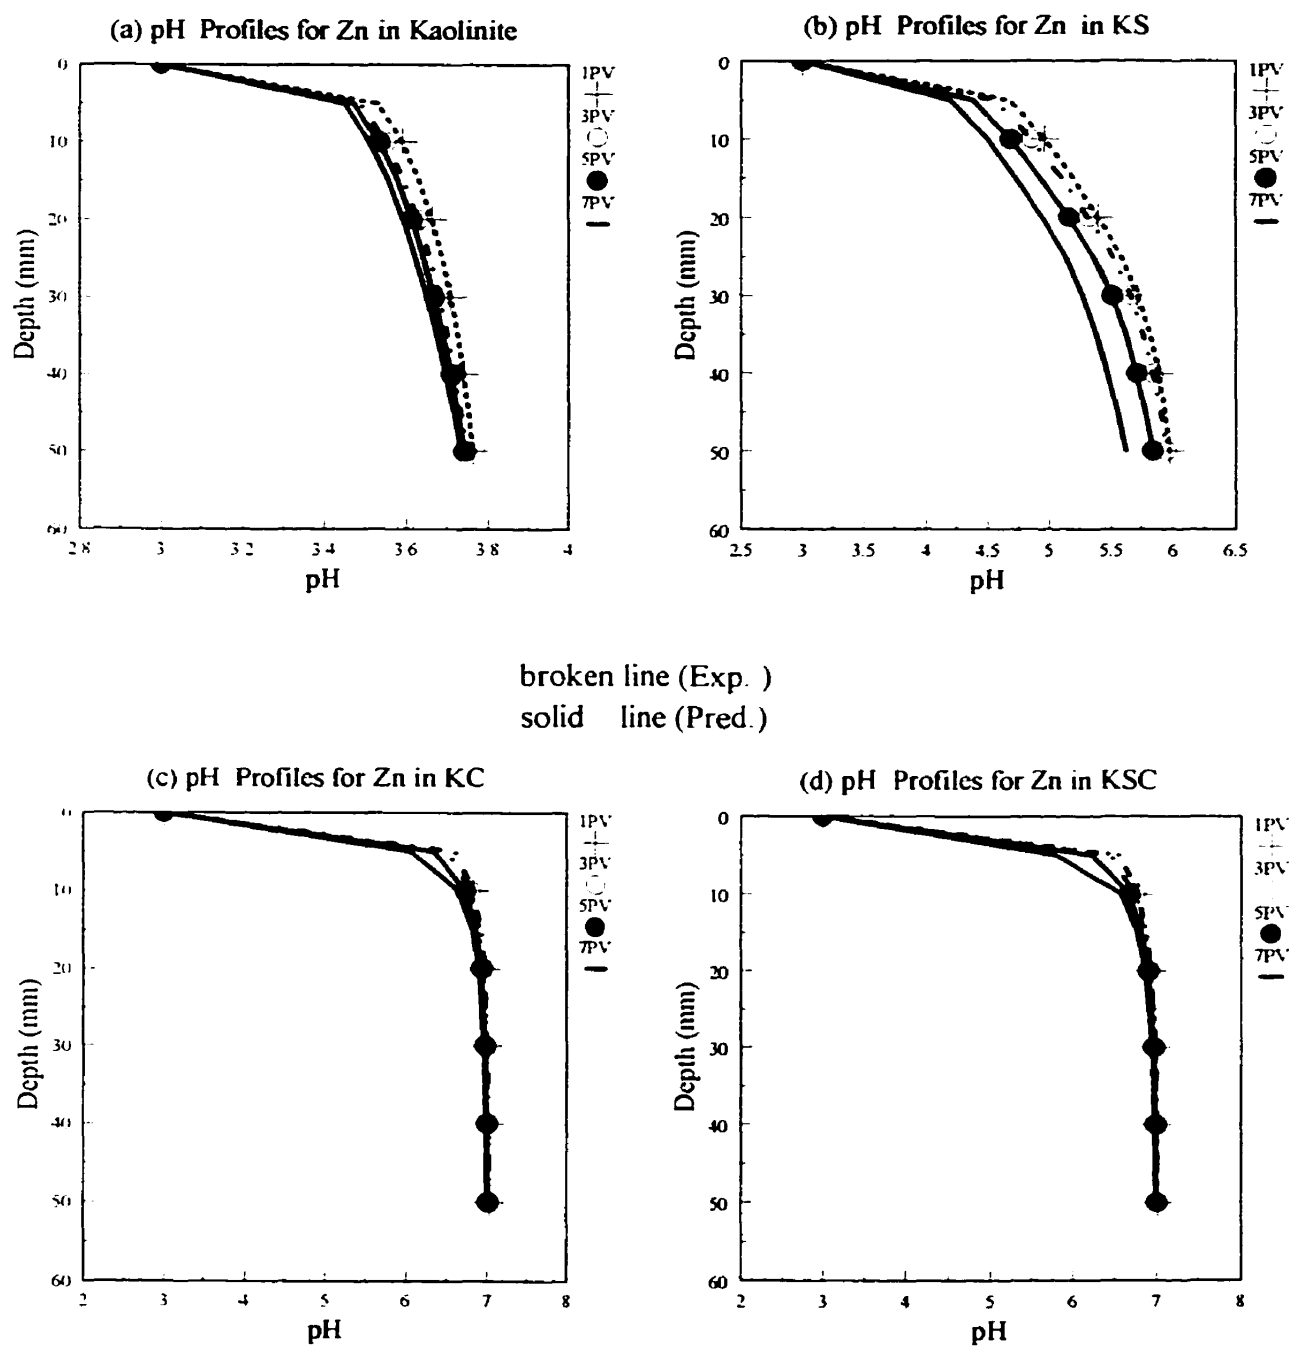 (a) pH Profiles for Zn in Kaolinite
0
10
20
30
40
50
60
Depth (mm)
2.8 3 3.2 3.4 3.6 3.8 4
pH
1PV
3PV
5PV
7PV
(b) pH Profiles for Zn in KS
0
10
20
30
40
50
60
Depth (mm)
2.5 3 3.5 4 4.5 5 5.5 6 6.5
pH
1PV
3PV
5PV
7PV
broken line (Exp. )
solid line (Pred.)
(c) pH Profiles for Zn in KC
0
10
20
30
40
50
60
Depth (mm)
2 3 4 5 6 7 8
pH
1PV
3PV
5PV
7PV
(d) pH Profiles for Zn in KSC
0
10
20
30
40
50
60
Depth (mm)
2 3 4 5 6 7 8
pH
1PV
3PV
5PV
7PV